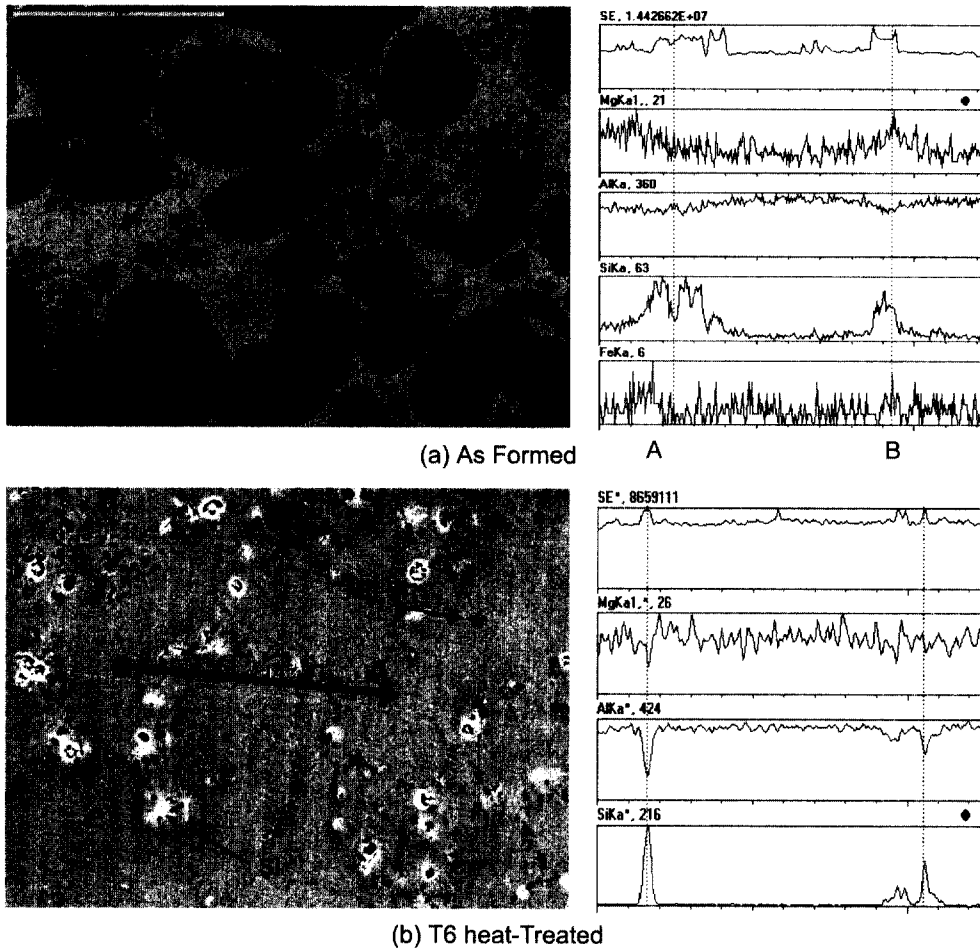 SE, 1.442662E+07
MgKa1,, 21
AlKa, 360
SiKa, 63
FeKa, 6
A
B
(a) As Formed
SE*, 8659111
MgKa1,*, 26
AlKa*, 424
SiKa*, 216
(b) T6 heat-Treated